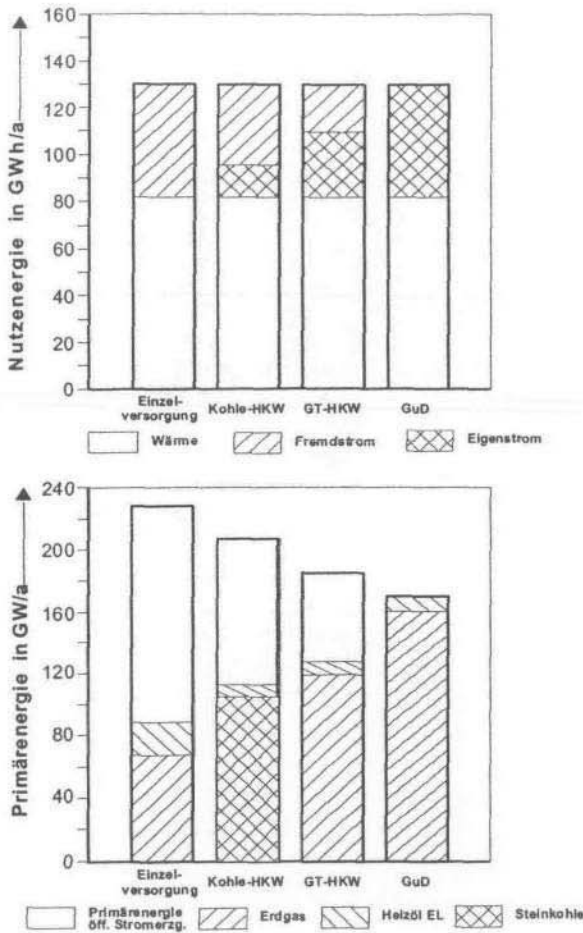 Nutzenergie in GWh/a
160
140
120
100
80
60
40
20
0
Einzel-
versorgung
Kohle-HKW
GT-HKW
GuD
Wärme
Fremdstrom
Eigenstrom
Primärenergie in GW/a
240
200
160
120
80
40
0
Einzel-
versorgung
Kohle-HKW
GT-HKW
GuD
Primärenergie
öff. Stromerzg.
Erdgas
Heizöl EL
Steinkohle